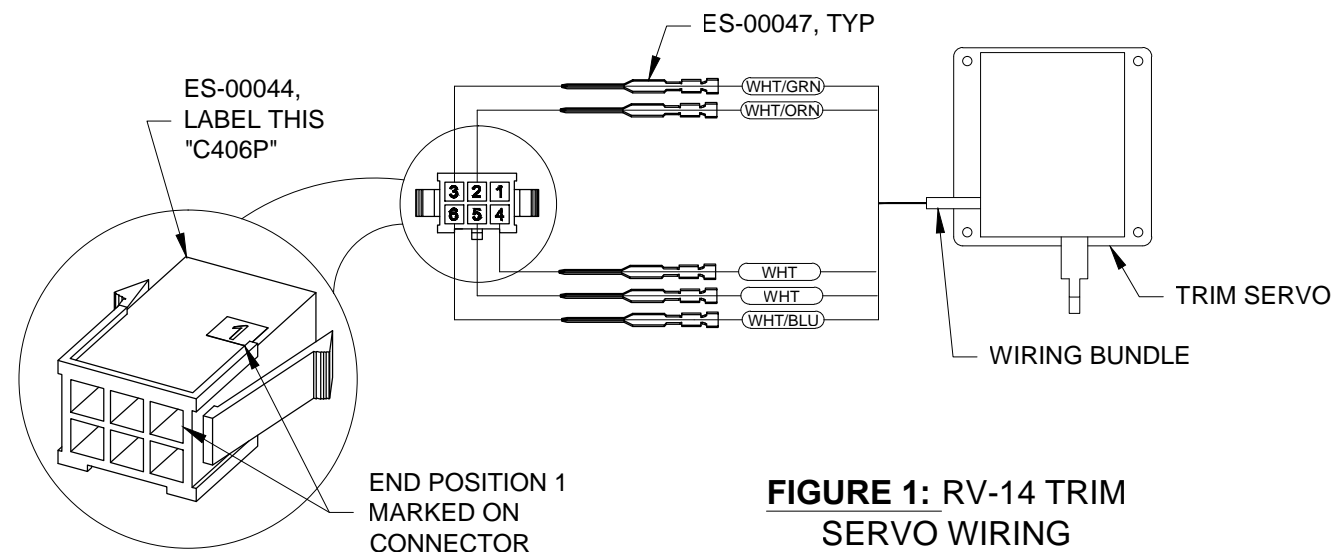 ES-00047, TYP
ES-00044,
LABEL THIS
"C406P"
WHT/GRN
WHT/ORN
3 2 1
6 5 4
WHT
WHT
WHT/BLU
TRIM SERVO
WIRING BUNDLE
1
END POSITION 1
MARKED ON
CONNECTOR
FIGURE 1: RV-14 TRIM
SERVO WIRING